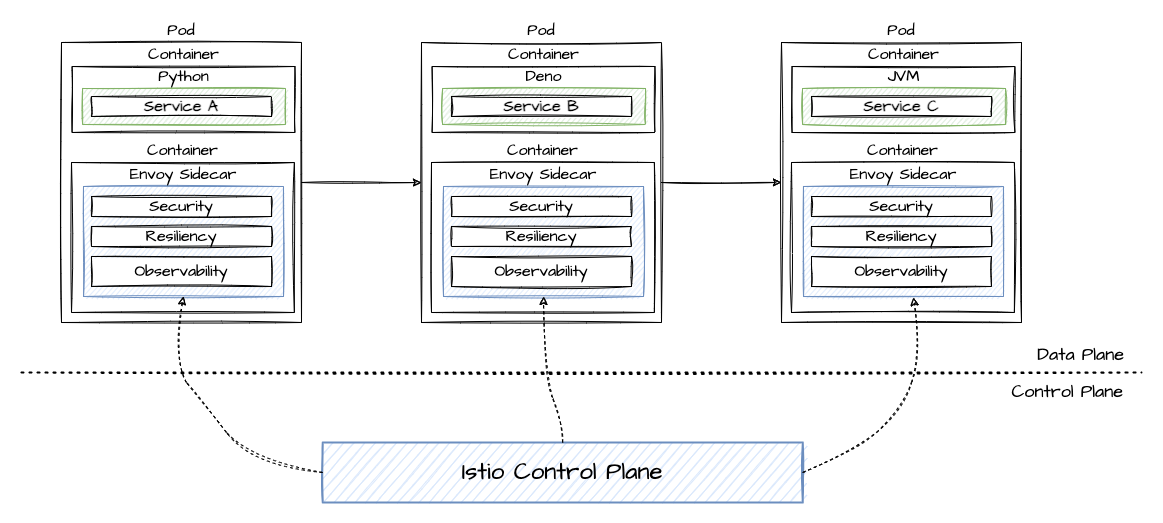 Pod
Container
Python
Service A
Container
Envoy Sidecar
Security
Resiliency
Observability
Pod
Container
Deno
Service B
Container
Envoy Sidecar
Security
Resiliency
Observability
Pod
Container
JVM
Service C
Container
Envoy Sidecar
Security
Resiliency
Observability
Data Plane
Control Plane
Istio Control Plane